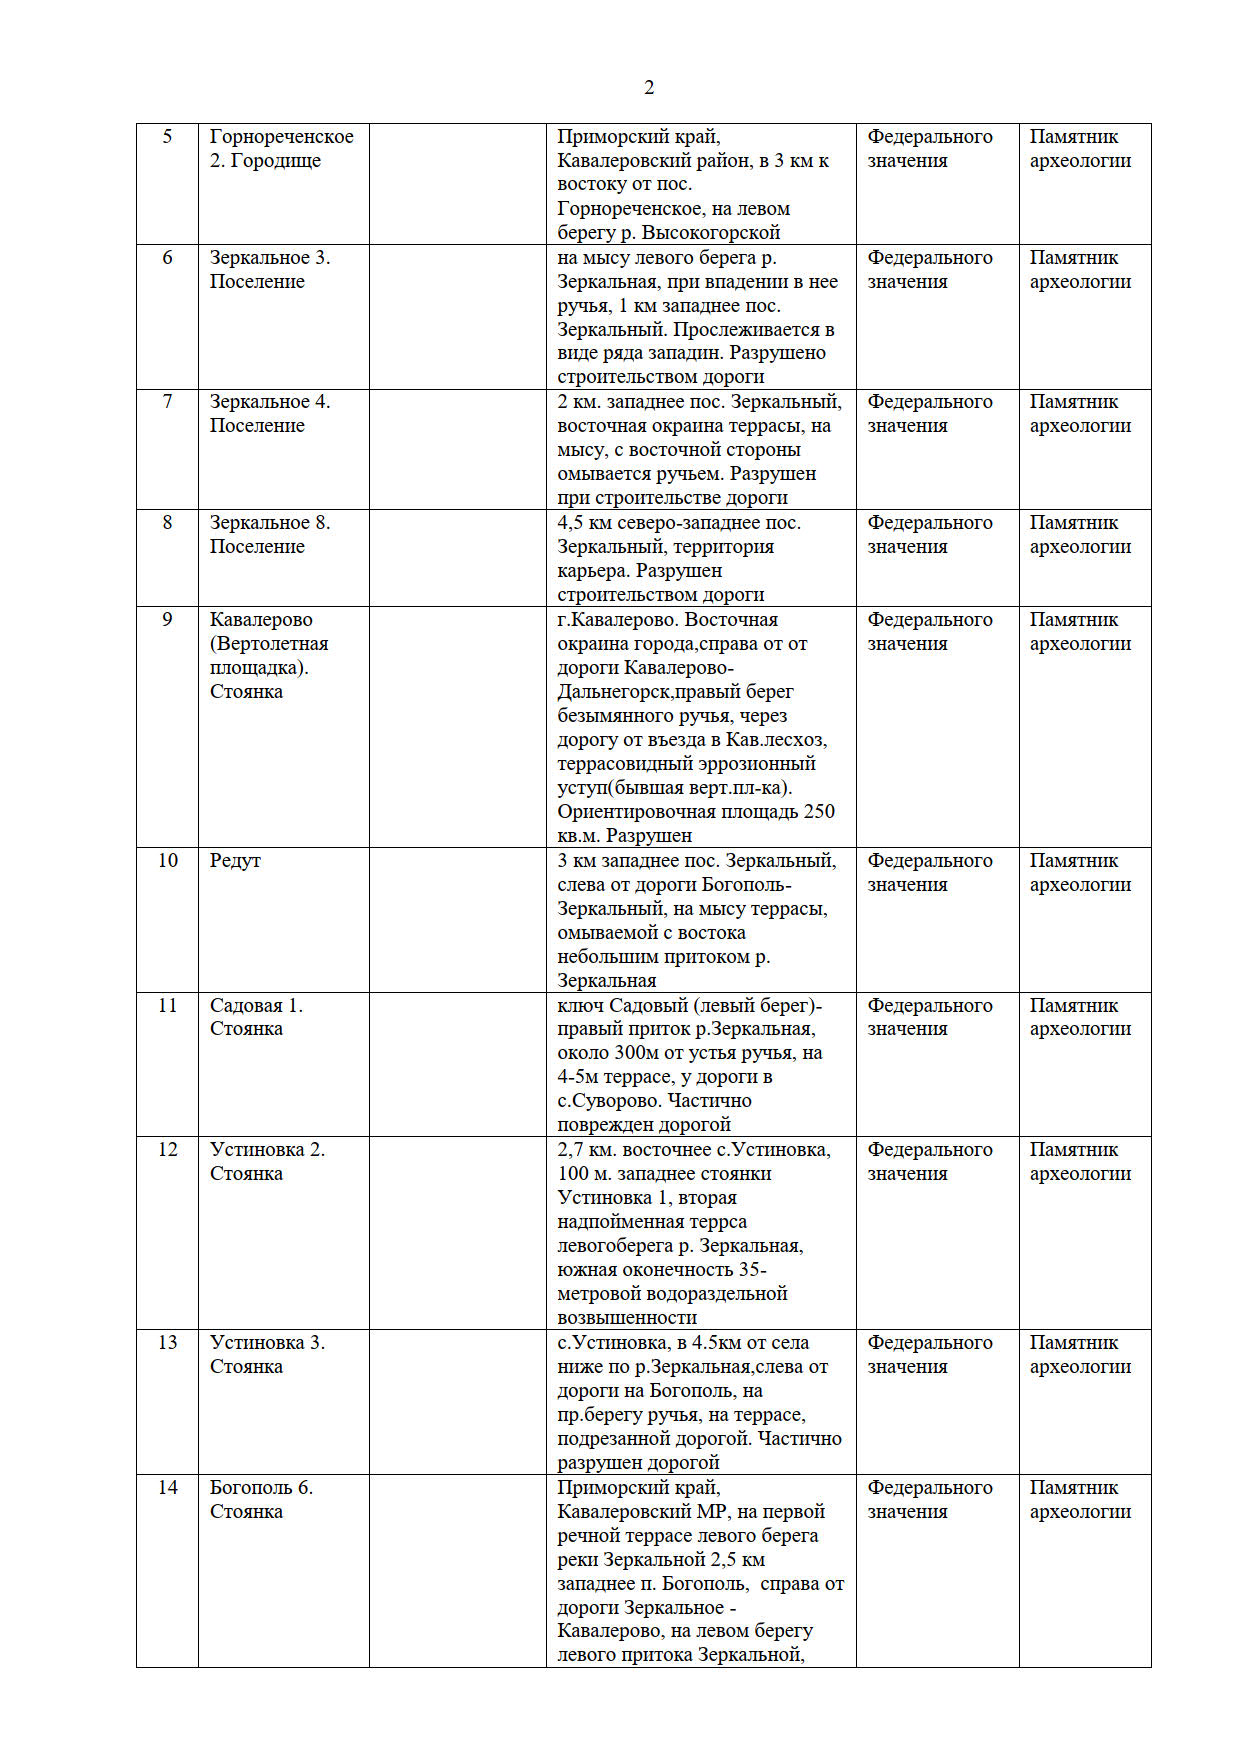 2
5
Горнореченское
2. Городище
Приморский край,
Кавалеровский район, в 3 км к
востоку от пос.
Горнореченское, на левом
берегу р. Высокогорской
Федерального
значения
Памятник
археологии
6
Зеркальное 3.
Поселение
на мысу левого берега р.
Зеркальная, при впадении в нее
ручья, 1 км западнее пос.
Зеркальный. Прослеживается в
виде ряда западин. Разрушено
строительством дороги
Федерального
значения
Памятник
археологии
7
Зеркальное 4.
Поселение
2 км. западнее пос. Зеркальный,
восточная окраина террасы, на
мысу, с восточной стороны
омывается ручьем. Разрушен
при строительстве дороги
Федерального
значения
Памятник
археологии
8
Зеркальное 8.
Поселение
4,5 км северо-западнее пос.
Зеркальный, территория
карьера. Разрушен
строительством дороги
Федерального
значения
Памятник
археологии
9
Кавалерово
(Вертолетная
площадка).
Стоянка
г.Кавалерово. Восточная
окраина города,справа от от
дороги Кавалерово-
Дальнегорск,правый берег
безымянного ручья, через
дорогу от въезда в Кав.лесхоз,
террасовидный эррозионный
уступ(бывшая верт.пл-ка).
Ориентировочная площадь 250
кв.м. Разрушен
Федерального
значения
Памятник
археологии
10
Редут
3 км западнее пос. Зеркальный,
слева от дороги Богополь-
Зеркальный, на мысу террасы,
омываемой с востока
небольшим притоком р.
Зеркальная
Федерального
значения
Памятник
археологии
11
Садовая 1.
Стоянка
ключ Садовый (левый берег)-
правый приток р.Зеркальная,
около 300м от устья ручья, на
4-5м террасе, у дороги в
с.Суворово. Частично
поврежден дорогой
Федерального
значения
Памятник
археологии
12
Устиновка 2.
Стоянка
2,7 км. восточнее с.Устиновка,
100 м. западнее стоянки
Устиновка 1, вторая
надпойменная террса
левогоберега р. Зеркальная,
южная оконечность 35-
метровой водораздельной
возвышенности
Федерального
значения
Памятник
археологии
13
Устиновка 3.
Стоянка
с.Устиновка, в 4.5км от села
ниже по р.Зеркальная,слева от
дороги на Богополь, на
пр.берегу ручья, на террасе,
подрезанной дорогой. Частично
разрушен дорогой
Федерального
значения
Памятник
археологии
14
Богополь 6.
Стоянка
Приморский край,
Кавалеровский МР, на первой
речной террасе левого берега
реки Зеркальной 2,5 км
западнее п. Богополь,  справа от
дороги Зеркальное -
Кавалерово, на левом берегу
левого притока Зеркальной,
Федерального
значения
Памятник
археологии